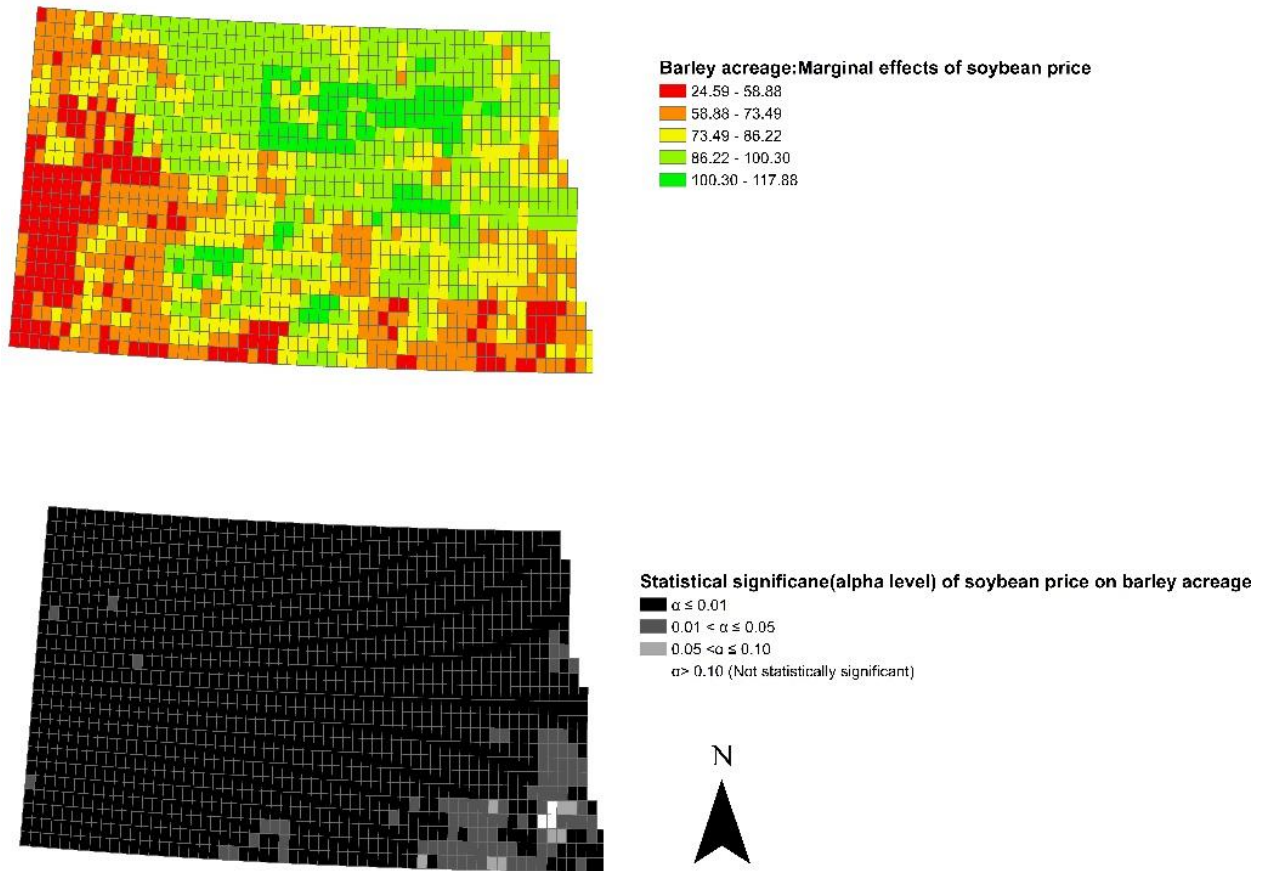 Barley acreage:Marginal effects of soybean price
24.59 - 58.88
58.88 - 73.49
73.49 - 86.22
86.22 - 100.30
100.30 - 117.88
Statistical significane(alpha level) of soybean price on barley acreage
α ≤ 0.01
0.01 < α ≤ 0.05
0.05 <α ≤ 0.10
α> 0.10 (Not statistically significant)
N